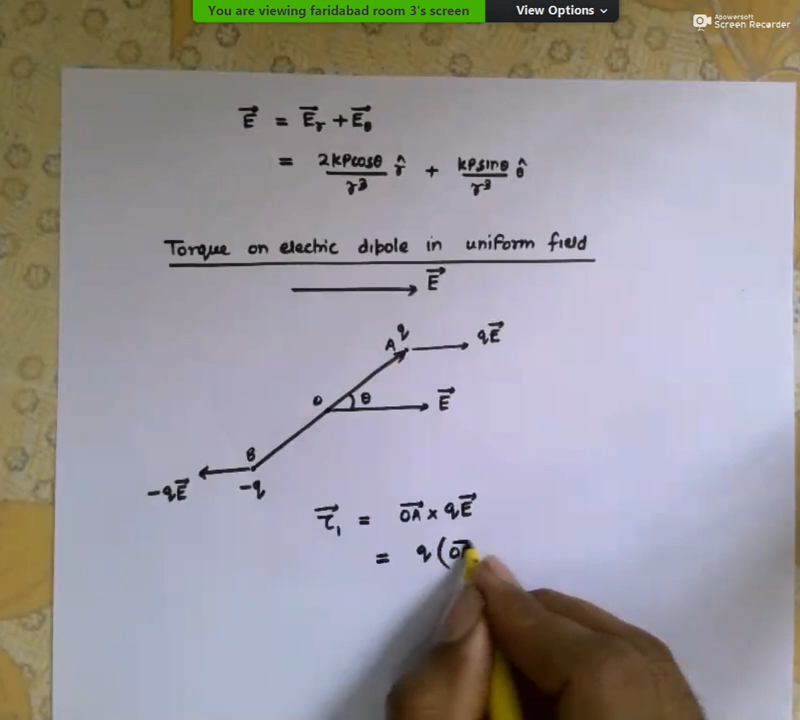 You are viewing faridabad room 3's screen View Options
Apowersoft
Screen Recorder
E⃗ = E⃗r + E⃗θ
= 2KPcosθ/r³ r̂ + KPsinθ/r³ θ̂
Torque on electric dipole in uniform field
E⃗
q
A qE⃗
O θ E⃗
B
-qE⃗ -q
τ⃗₁ = OA⃗ × qE⃗
= q(O